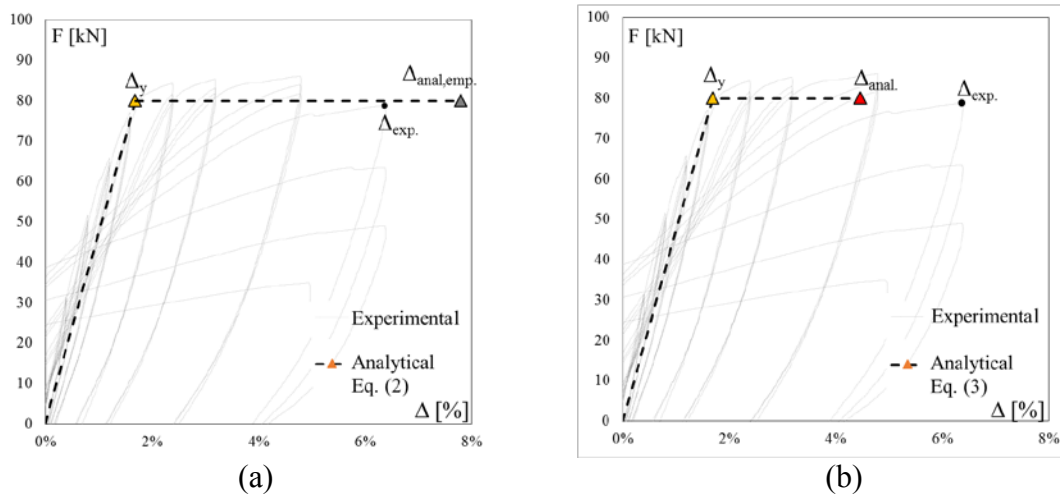 100
F [kN]
90
80
70
60
50
40
30
20
10
0
Δy
Δanal,emp.
Δexp.
Experimental
Analytical
Eq. (2)
Δ [%]
0%
2%
4%
6%
8%
(a)
100
F [kN]
90
80
70
60
50
40
30
20
10
0
Δy
Δanal.
Δexp.
Experimental
Analytical
Eq. (3)
Δ [%]
0%
2%
4%
6%
8%
(b)